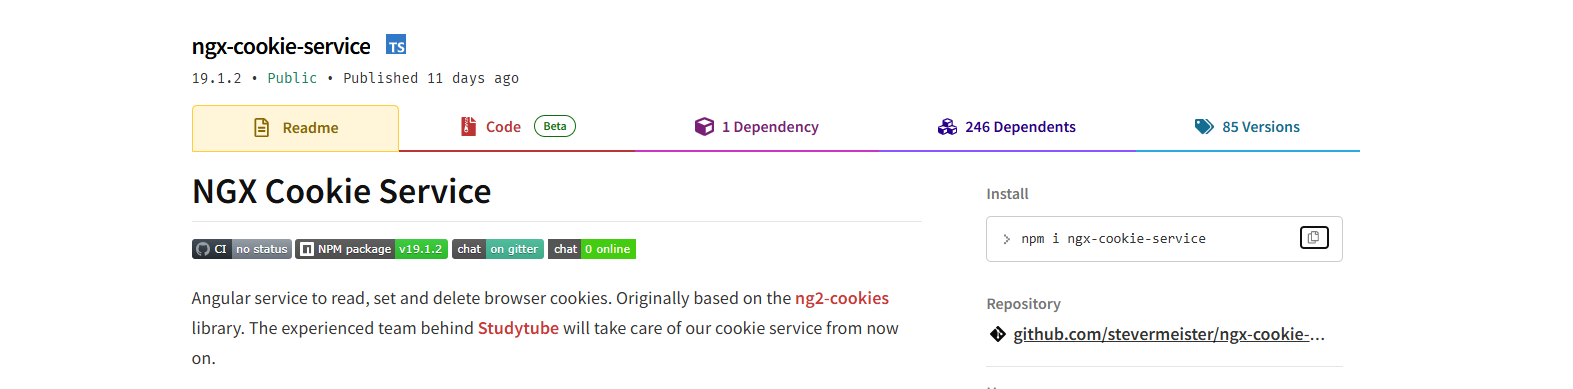 ngx-cookie-service TS
19.1.2 • Public • Published 11 days ago
Readme
Code Beta
1 Dependency
246 Dependents
85 Versions
NGX Cookie Service
CI no status NPM package v19.1.2 chat on gitter chat 0 online
Angular service to read, set and delete browser cookies. Originally based on the ng2-cookies
library. The experienced team behind Studytube will take care of our cookie service from now
on.
Install
npm i ngx-cookie-service
Repository
github.com/stevermeister/ngx-cookie-...